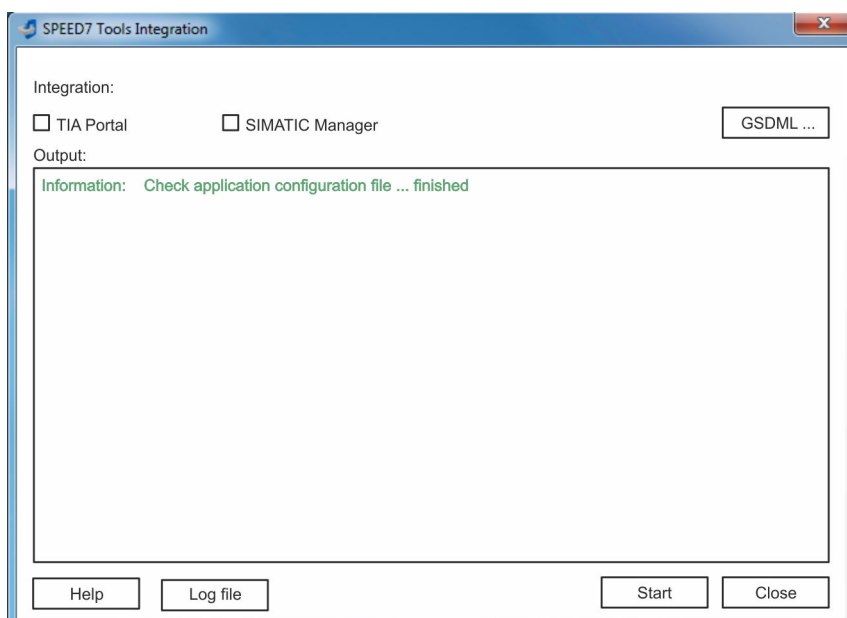 SPEED7 Tools Integration
Integration:
TIA Portal SIMATIC Manager GSDML ...
Output:
Information: Check application configuration file ... finished
Help Log file Start Close